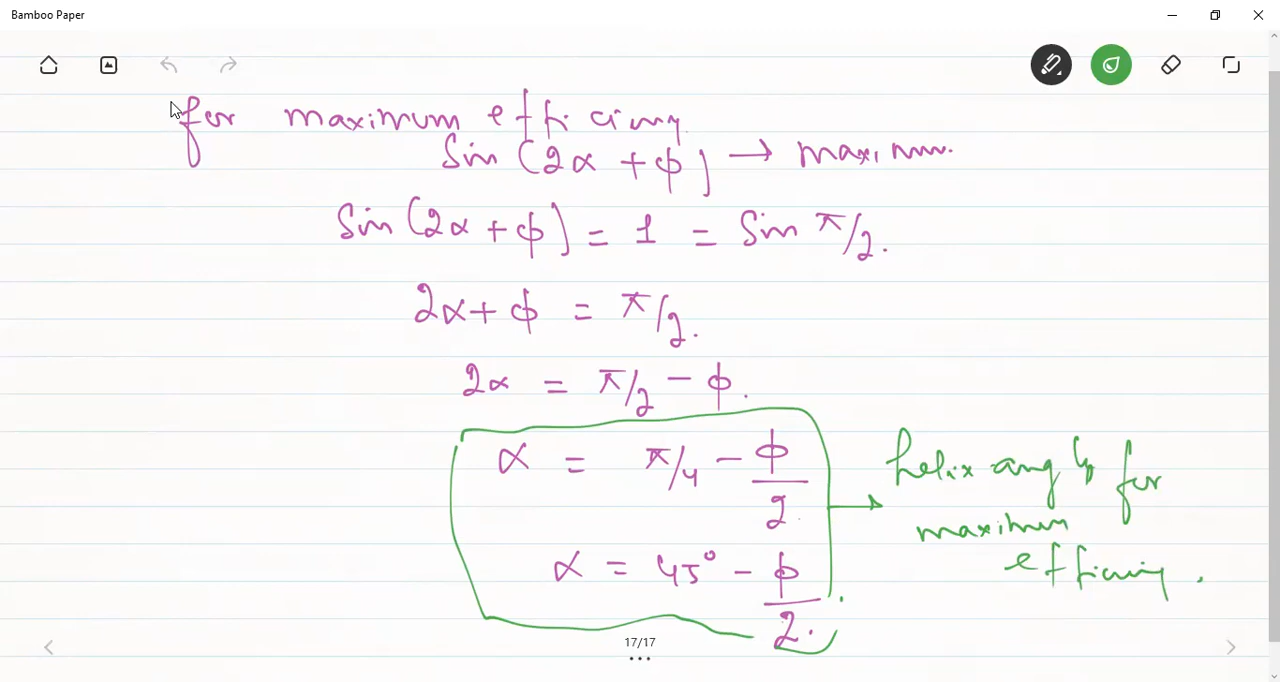 Bamboo Paper
for maximum efficiency
Sin (2α + ϕ) → maximum.
Sin (2α + ϕ) = 1 = Sin π/2.
2α + ϕ = π/2.
2α = π/2 - ϕ.
α = π/4 - ϕ/2.
helix angle for
maximum
efficiency.
α = 45° - ϕ/2.
17/17